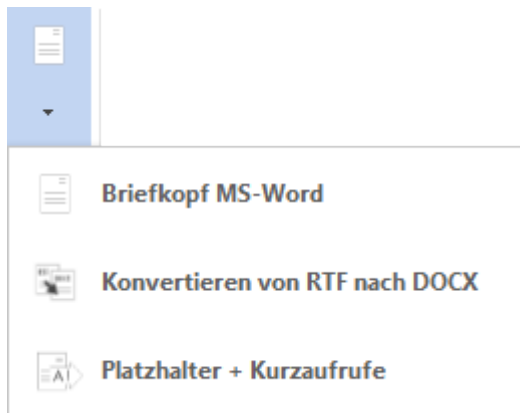 Briefkopf MS-Word
Konvertieren von RTF nach DOCX
Platzhalter + Kurzaufrufe